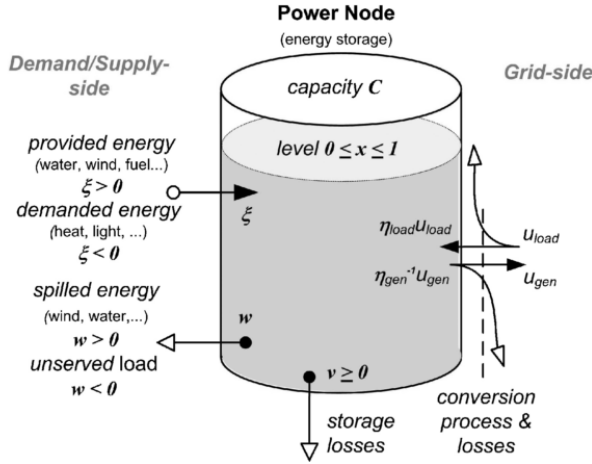 Power Node
(energy storage)
Demand/Supply-
side
Grid-side
capacity C
level 0 ≤ x ≤ 1
provided energy
(water, wind, fuel...)
ξ > 0
ξ
demanded energy
(heat, light, ...)
ξ < 0
η_load u_load
u_load
η_gen⁻¹ u_gen
u_gen
spilled energy
(wind, water,...)
w > 0
w
unserved load
w < 0
v ≥ 0
storage
losses
conversion
process &
losses